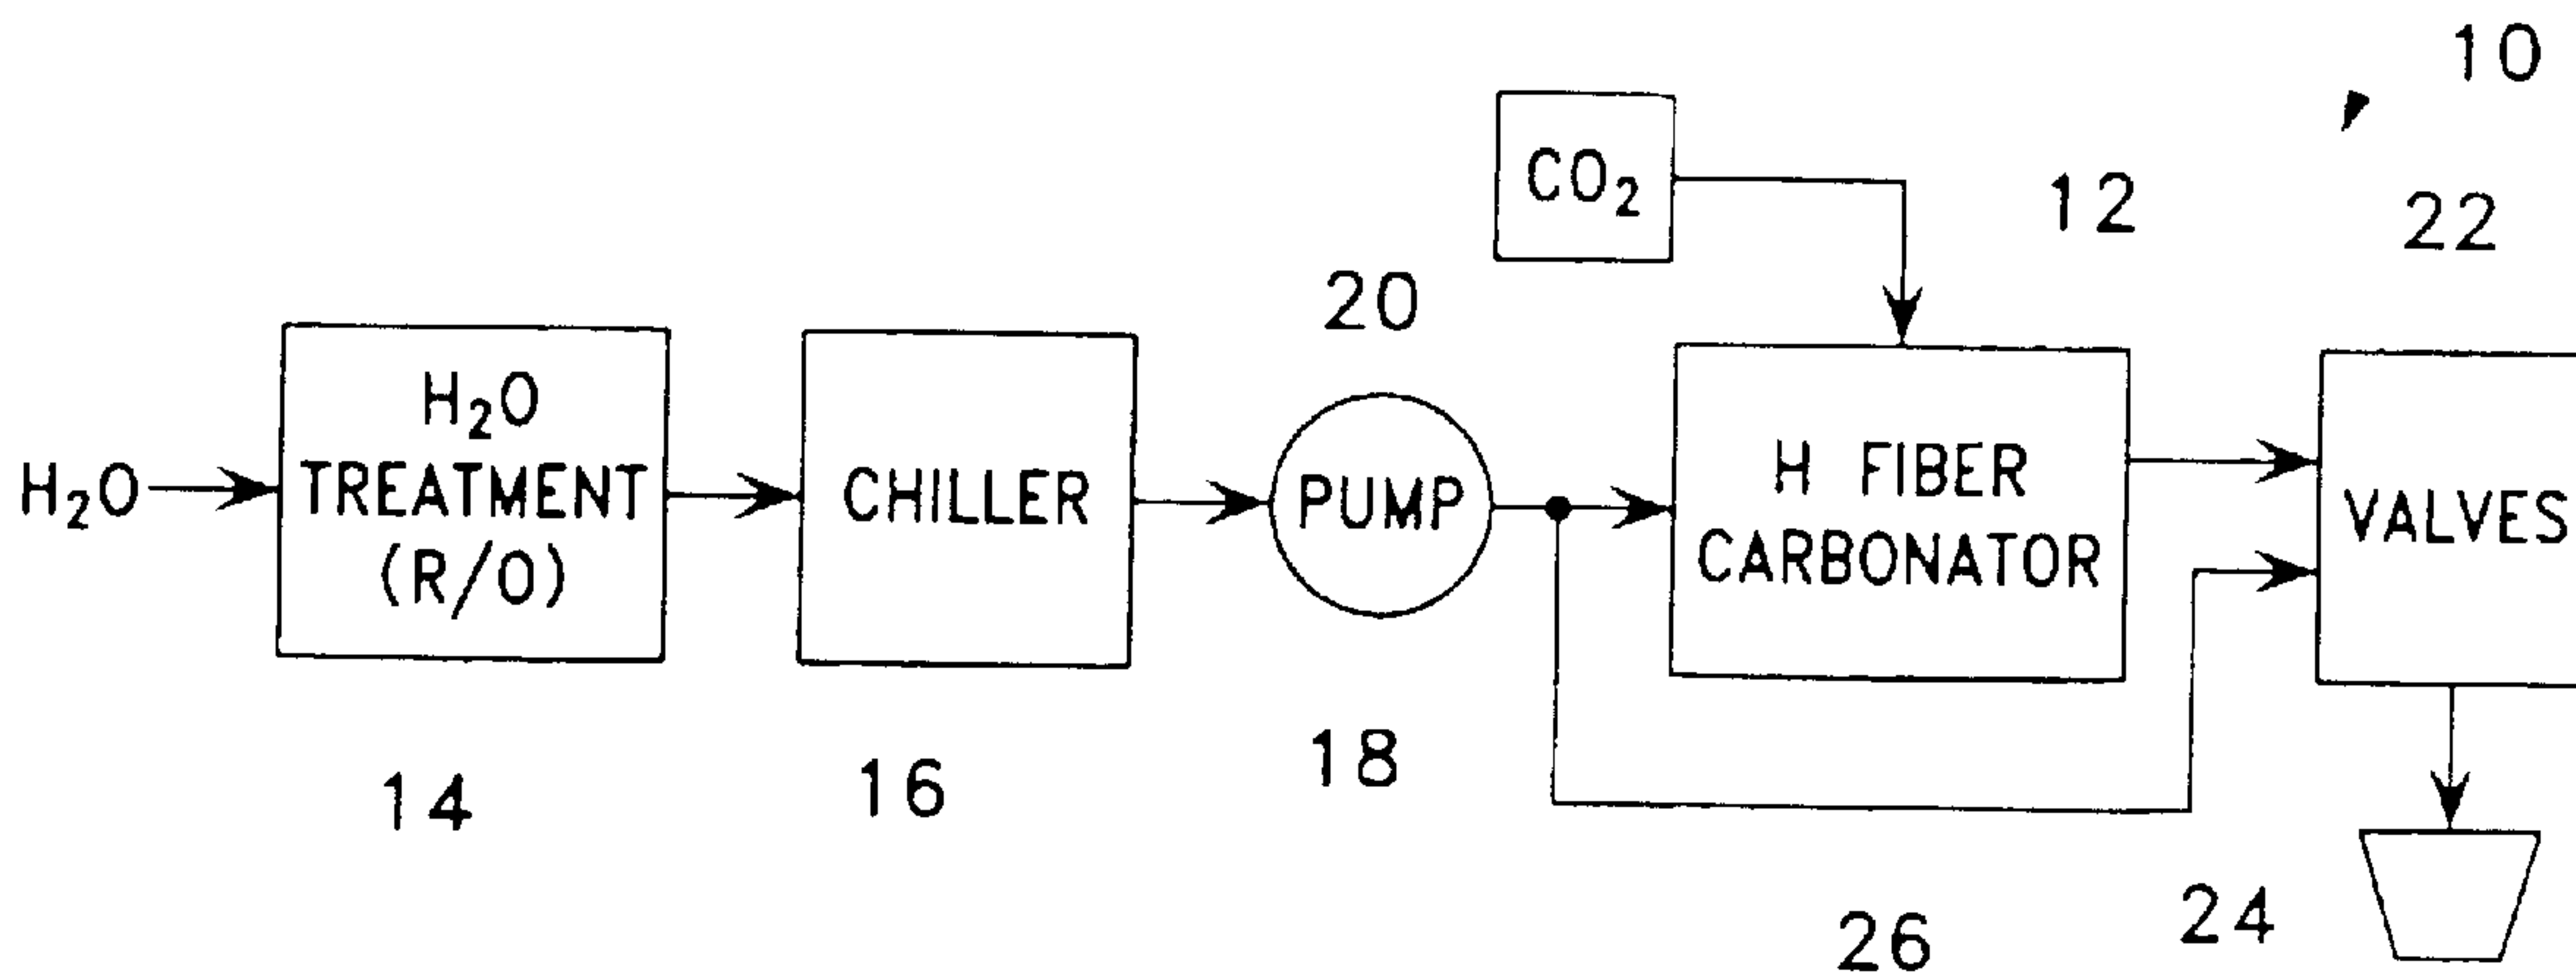 10
CO₂
12
22
20
H₂O
H₂O
TREATMENT
(R/O)
CHILLER
PUMP
H FIBER
CARBONATOR
VALVES
14
16
18
26
24